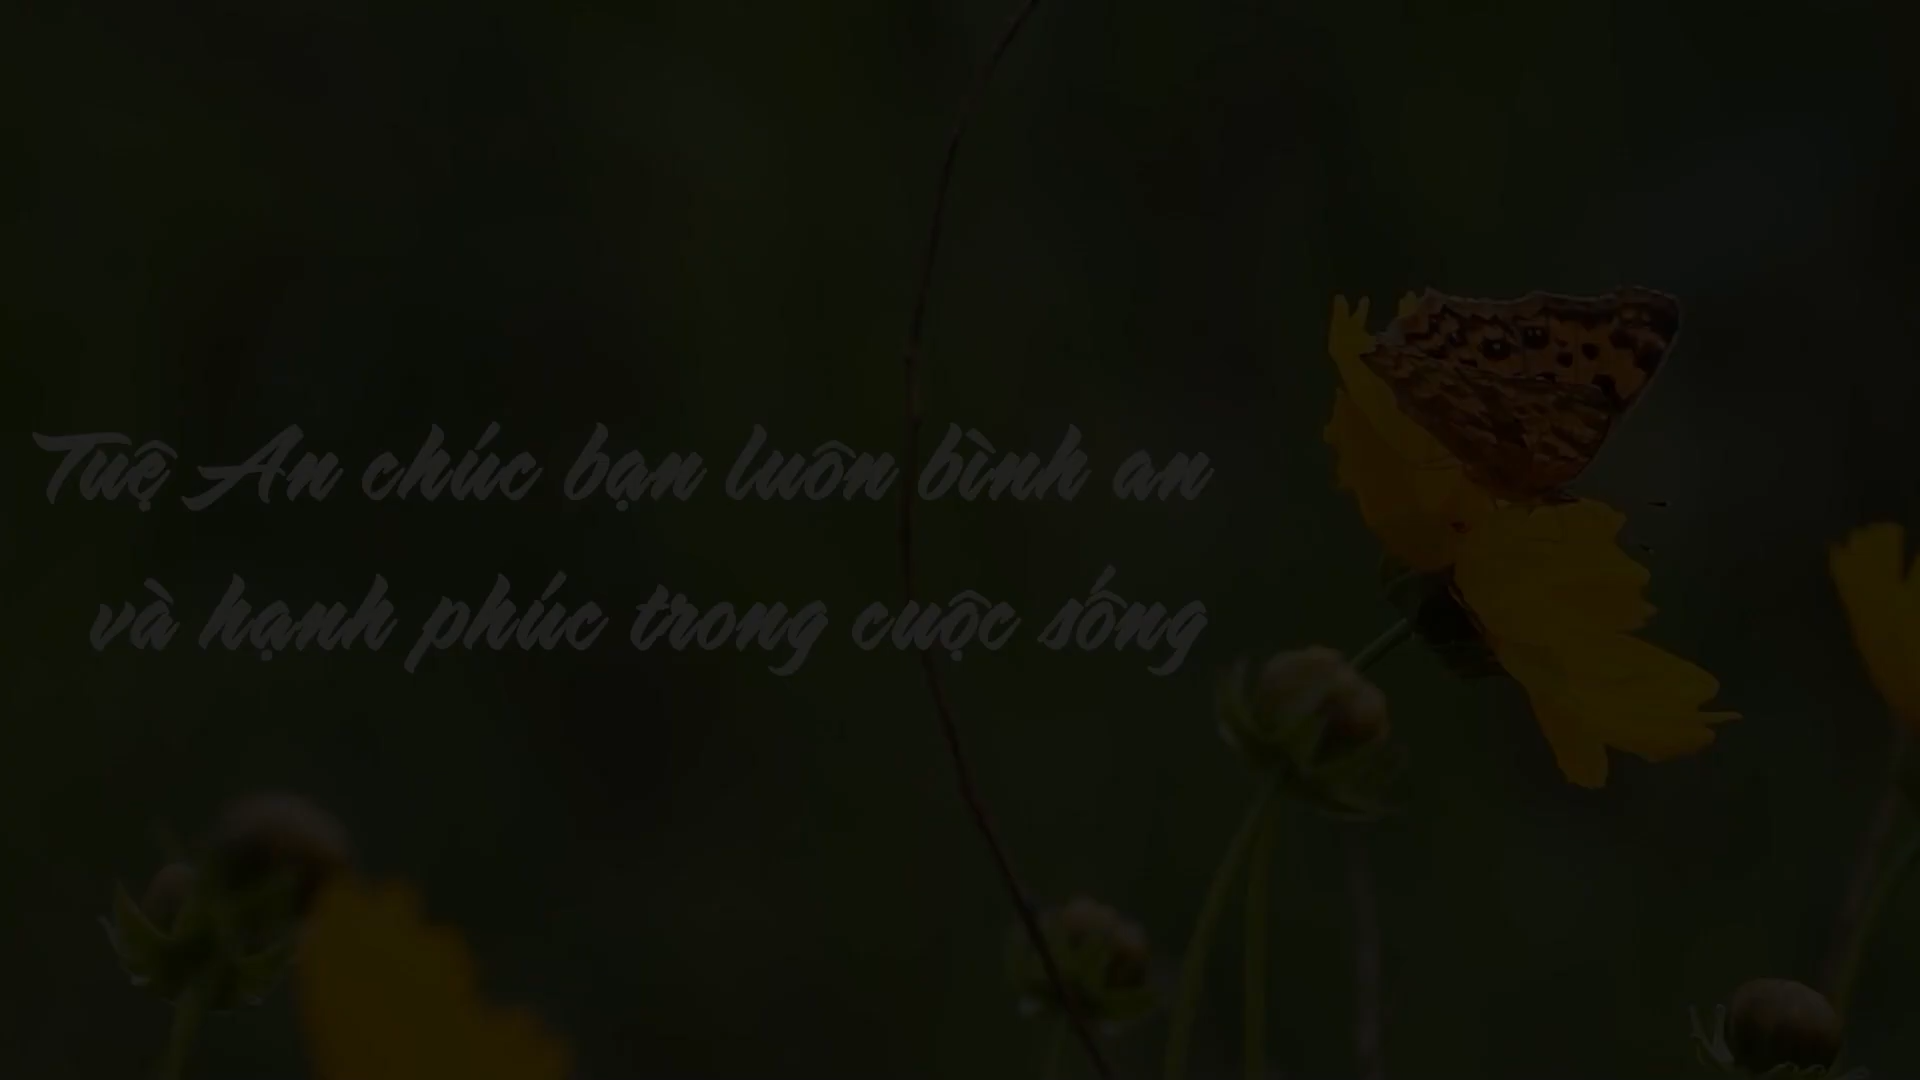 Tuệ An chúc bạn luôn bình an
và hạnh phúc trong cuộc sống